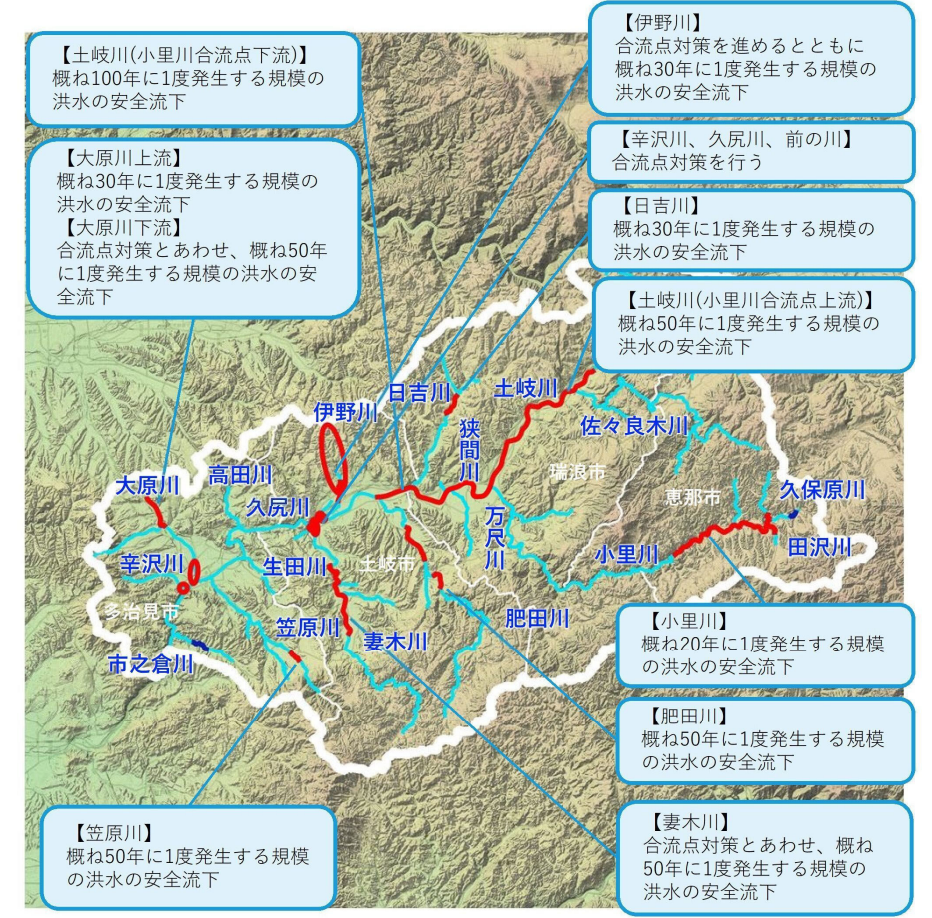 【土岐川(小里川合流点下流)】
概ね100年に1度発生する規模の
洪水の安全流下
【大原川上流】
概ね30年に1度発生する規模の
洪水の安全流下
【大原川下流】
合流点対策とあわせ、概ね50年
に1度発生する規模の洪水の安
全流下
【伊野川】
合流点対策を進めるとともに
概ね30年に1度発生する規模の
洪水の安全流下
【辛沢川、久尻川、前の川】
合流点対策を行う
【日吉川】
概ね30年に1度発生する規模の
洪水の安全流下
【土岐川(小里川合流点上流)】
概ね50年に1度発生する規模の
洪水の安全流下
日吉川
土岐川
伊野川
狭間川
佐々良木川
高田川
瑞浪市
大原川
恵那市
久保原川
久尻川
万尺川
田沢川
小里川
辛沢川
生田川
土岐市
多治見市
笠原川
妻木川
肥田川
市之倉川
【小里川】
概ね20年に1度発生する規模
の洪水の安全流下
【肥田川】
概ね50年に1度発生する規模
の洪水の安全流下
【妻木川】
合流点対策とあわせ、概ね
50年に1度発生する規模の
洪水の安全流下
【笠原川】
概ね50年に1度発生する規模
の洪水の安全流下